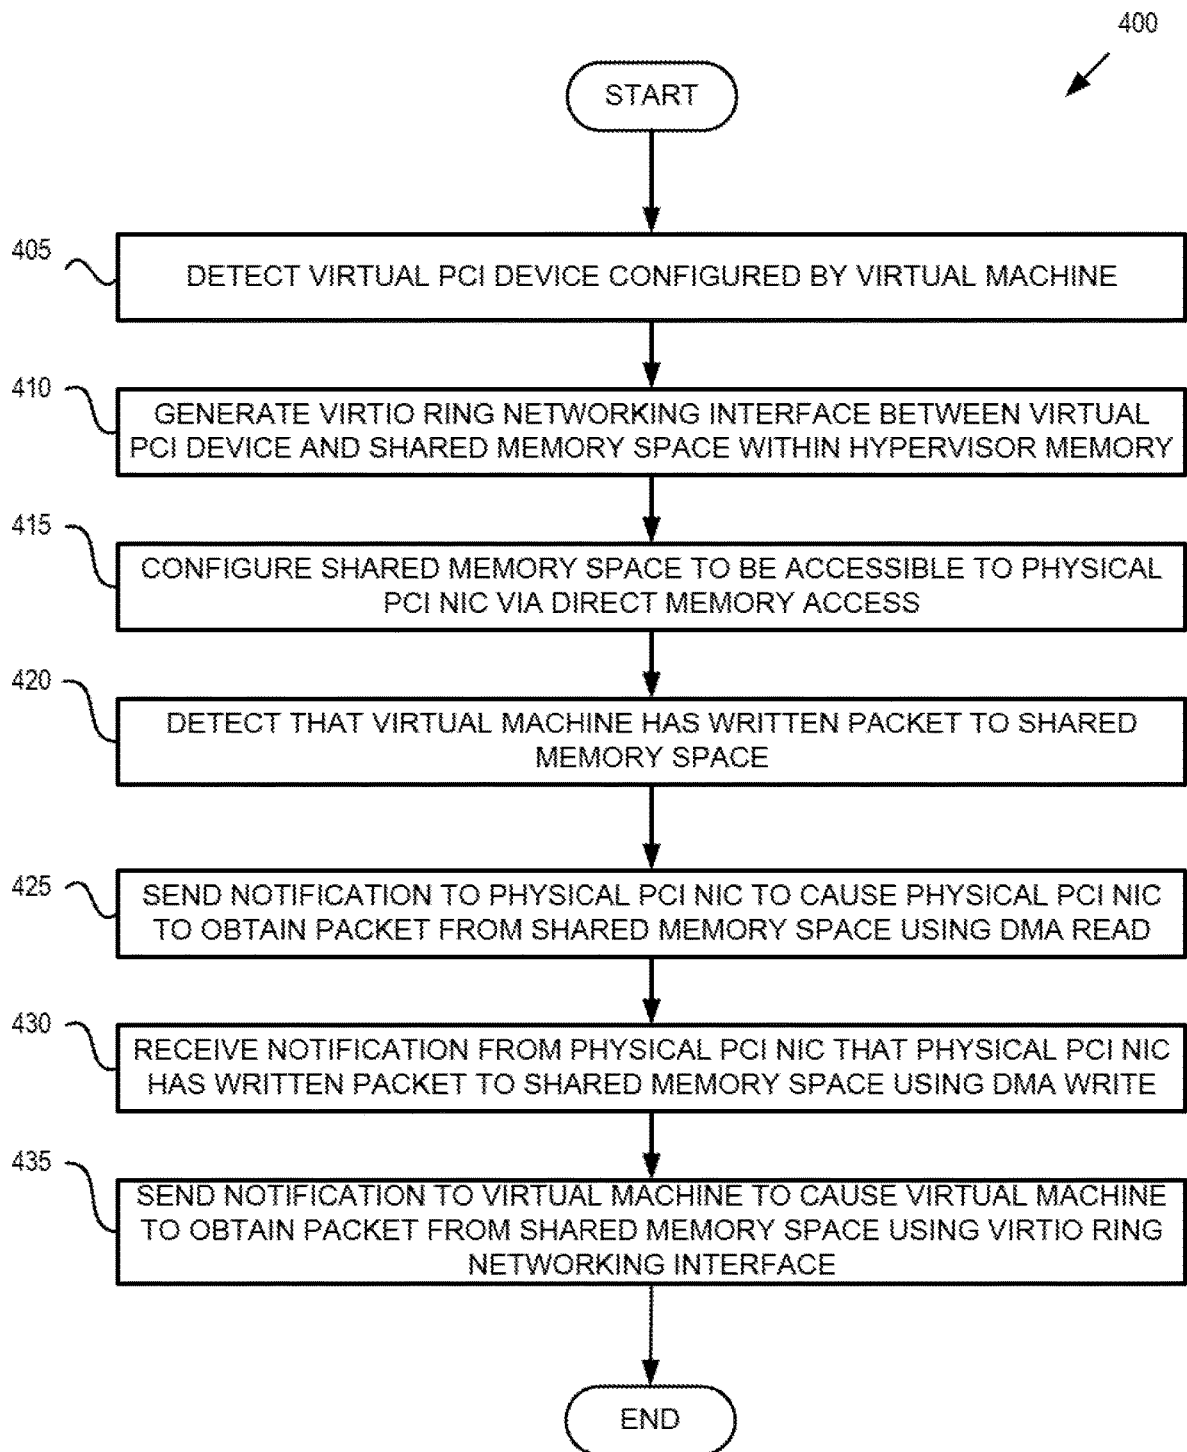 400
START
405
DETECT VIRTUAL PCI DEVICE CONFIGURED BY VIRTUAL MACHINE
410
GENERATE VIRTIO RING NETWORKING INTERFACE BETWEEN VIRTUAL
PCI DEVICE AND SHARED MEMORY SPACE WITHIN HYPERVISOR MEMORY
415
CONFIGURE SHARED MEMORY SPACE TO BE ACCESSIBLE TO PHYSICAL
PCI NIC VIA DIRECT MEMORY ACCESS
420
DETECT THAT VIRTUAL MACHINE HAS WRITTEN PACKET TO SHARED
MEMORY SPACE
425
SEND NOTIFICATION TO PHYSICAL PCI NIC TO CAUSE PHYSICAL PCI NIC
TO OBTAIN PACKET FROM SHARED MEMORY SPACE USING DMA READ
430
RECEIVE NOTIFICATION FROM PHYSICAL PCI NIC THAT PHYSICAL PCI NIC
HAS WRITTEN PACKET TO SHARED MEMORY SPACE USING DMA WRITE
435
SEND NOTIFICATION TO VIRTUAL MACHINE TO CAUSE VIRTUAL MACHINE
TO OBTAIN PACKET FROM SHARED MEMORY SPACE USING VIRTIO RING
NETWORKING INTERFACE
END